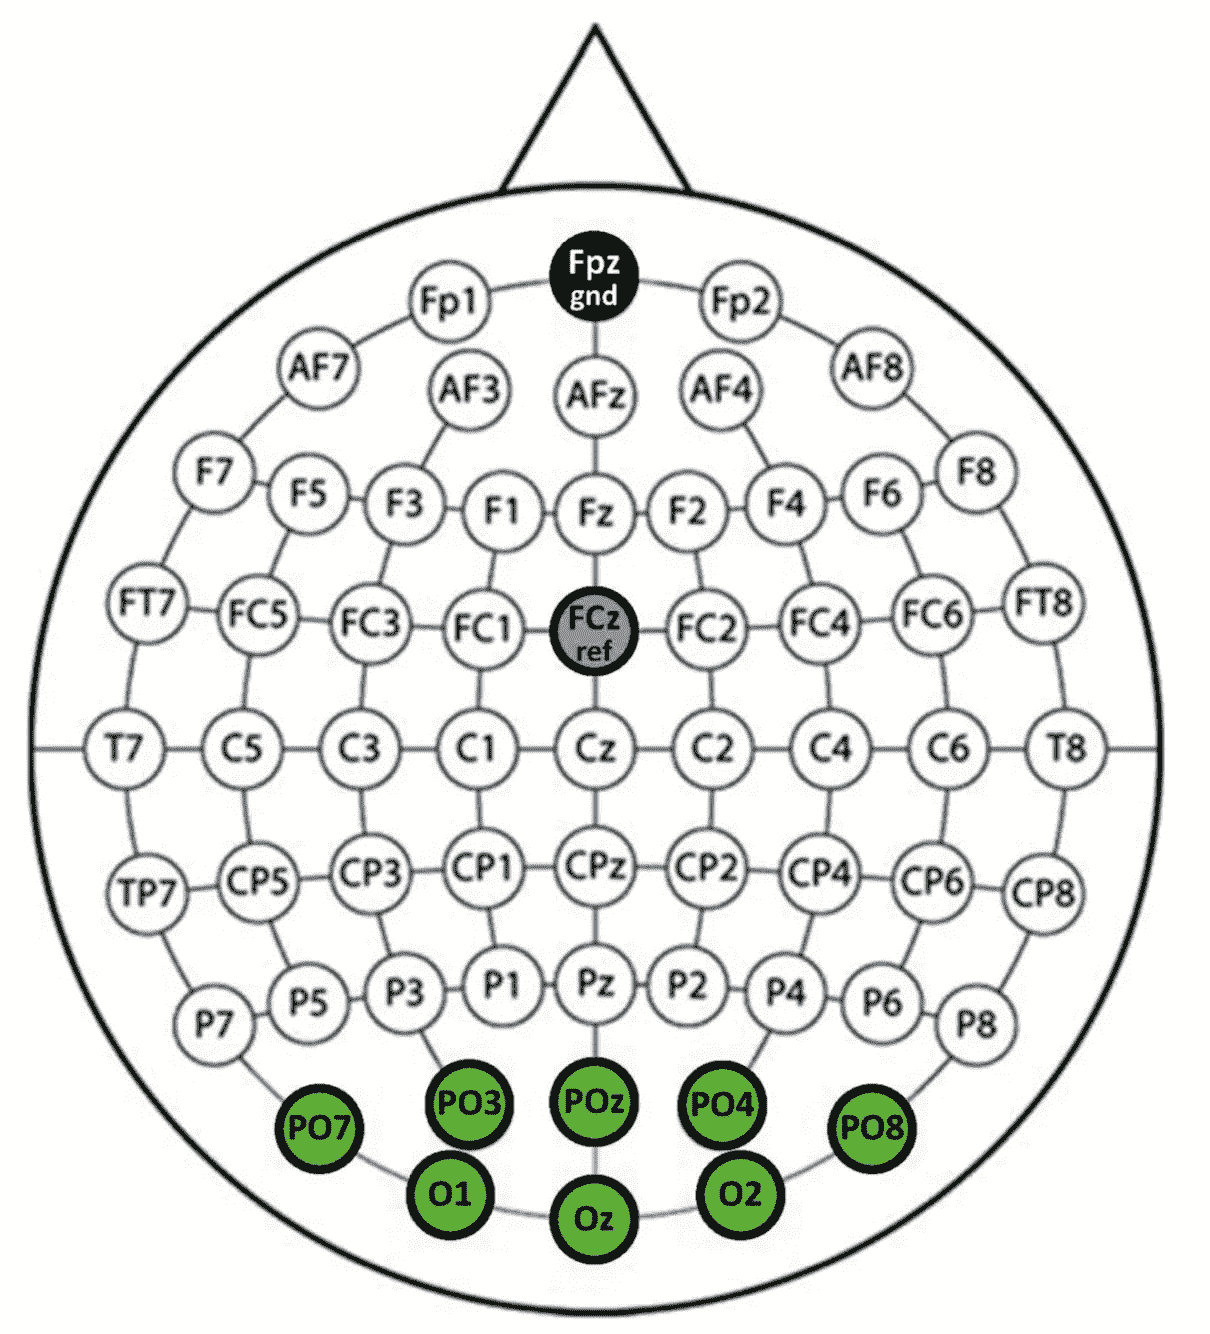 Fpz
gnd
Fp1 Fp2
AF7 AF3 AFz AF4 AF8
F7 F5 F3 F1 Fz F2 F4 F6 F8
FT7 FC5 FC3 FC1 FCz FC2 FC4 FC6 FT8
ref
T7 C5 C3 C1 Cz C2 C4 C6 T8
TP7 CP5 CP3 CP1 CPz CP2 CP4 CP6 CP8
P7 P5 P3 P1 Pz P2 P4 P6 P8
PO7 PO3 POz PO4 PO8
O1 Oz O2